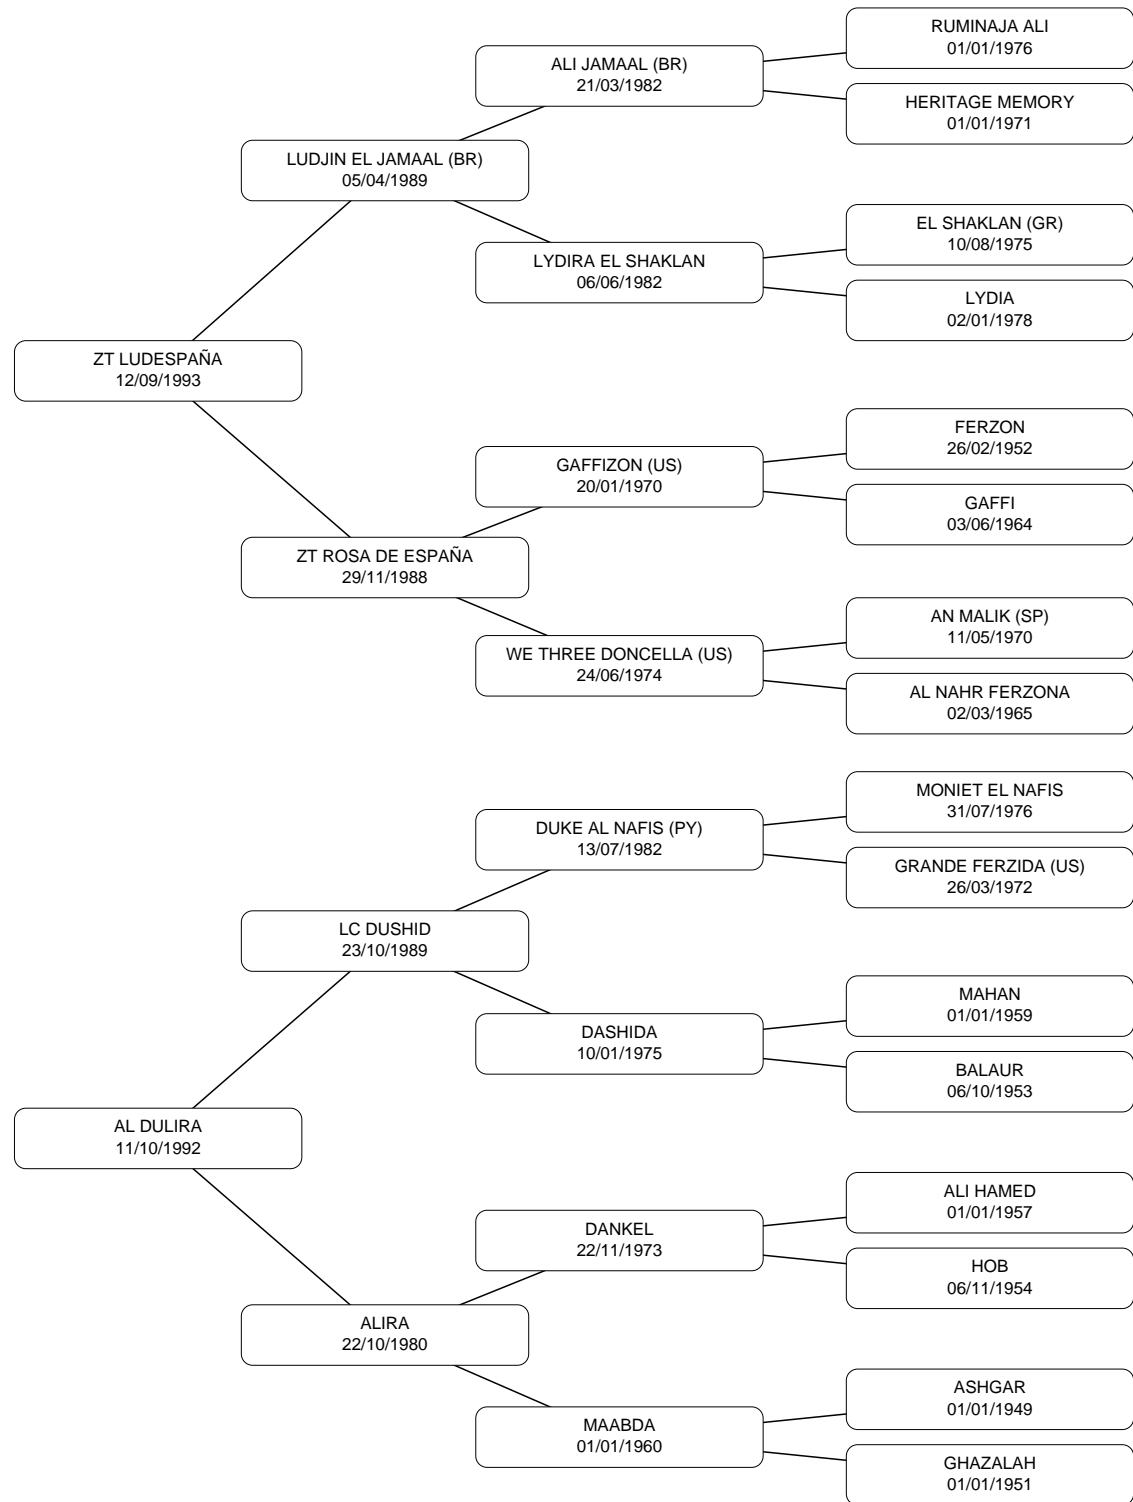 RUMINAJA ALI
01/01/1976
ALI JAMAAL (BR)
21/03/1982
HERITAGE MEMORY
01/01/1971
LUDJIN EL JAMAAL (BR)
05/04/1989
EL SHAKLAN (GR)
10/08/1975
LYDIRA EL SHAKLAN
06/06/1982
LYDIA
02/01/1978
ZT LUDESPAÑA
12/09/1993
FERZON
26/02/1952
GAFFIZON (US)
20/01/1970
GAFFI
03/06/1964
ZT ROSA DE ESPAÑA
29/11/1988
AN MALIK (SP)
11/05/1970
WE THREE DONCELLA (US)
24/06/1974
AL NAHR FERZONA
02/03/1965
MONIET EL NAFIS
31/07/1976
DUKE AL NAFIS (PY)
13/07/1982
GRANDE FERZIDA (US)
26/03/1972
LC DUSHID
23/10/1989
MAHAN
01/01/1959
DASHIDA
10/01/1975
BALAUR
06/10/1953
AL DULIRA
11/10/1992
ALI HAMED
01/01/1957
DANKEL
22/11/1973
HOB
06/11/1954
ALIRA
22/10/1980
ASHGAR
01/01/1949
MAABDA
01/01/1960
GHAZALAH
01/01/1951